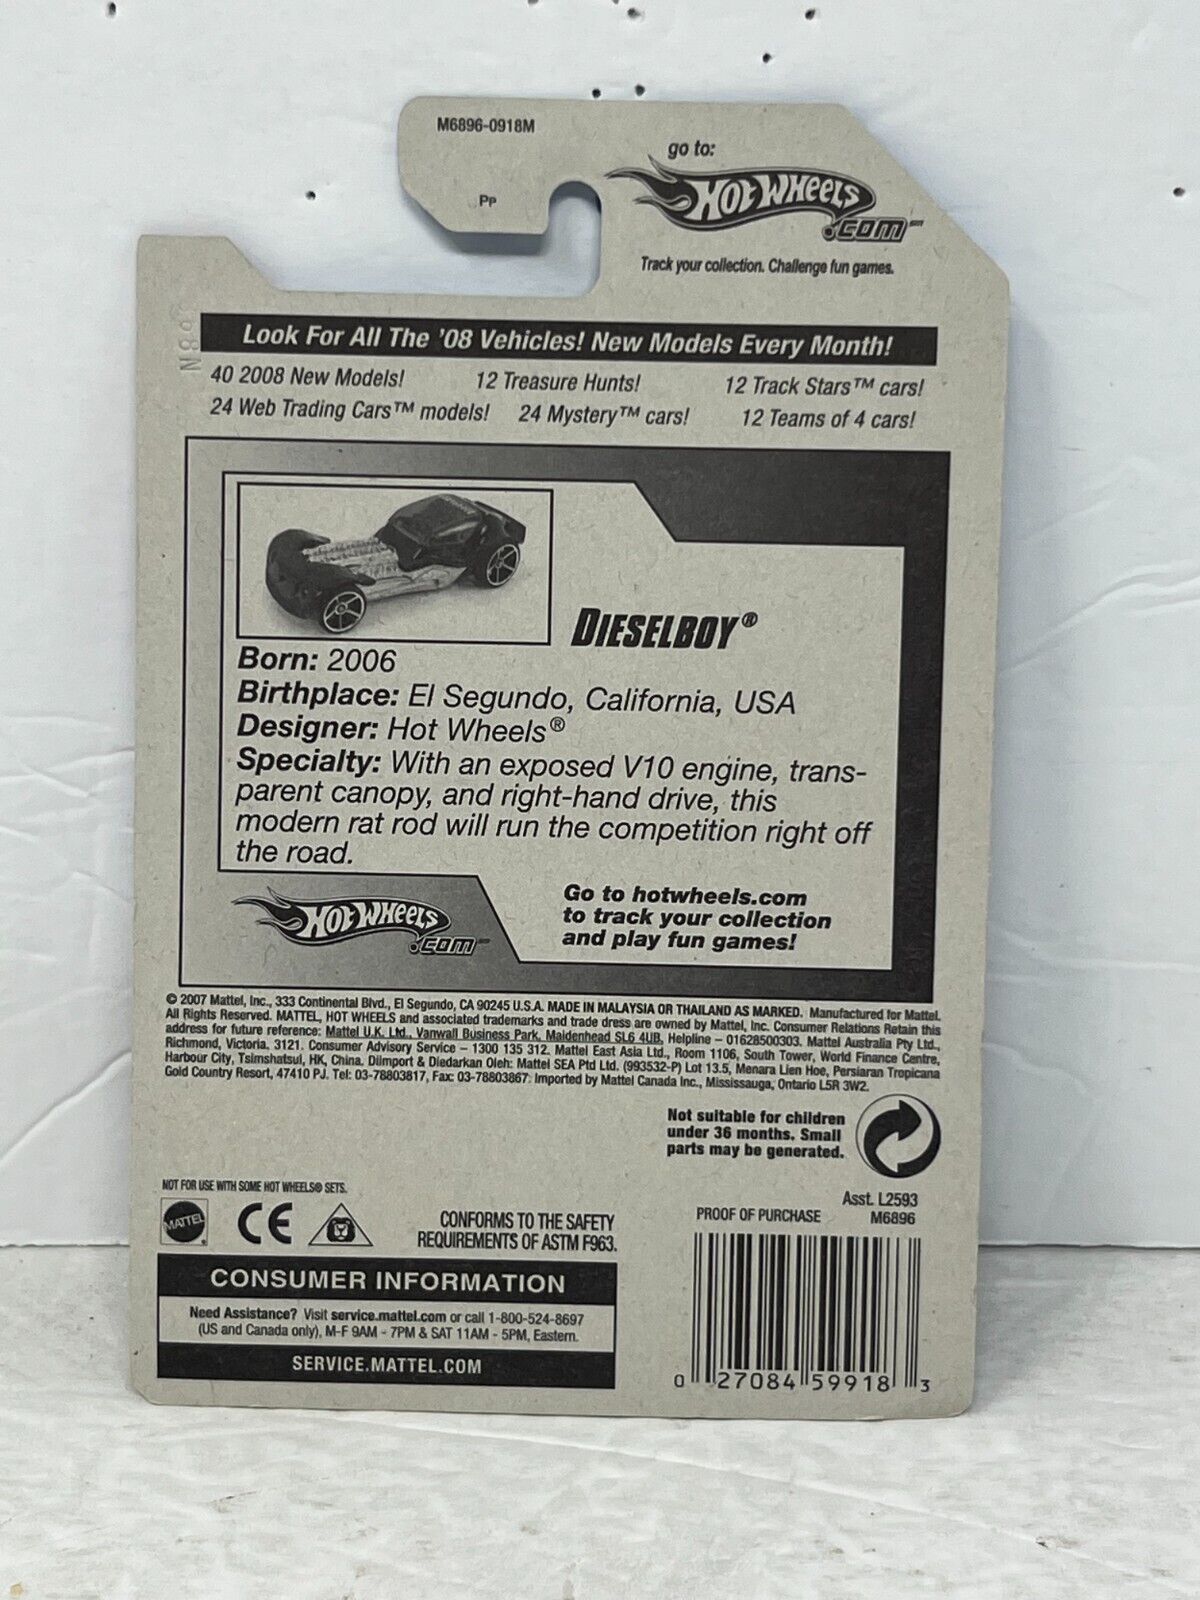 M6896-0918M
Pp
go to:
HOT WHEELS
.COM™
Track your collection. Challenge fun games.
Look For All The '08 Vehicles! New Models Every Month!
40 2008 New Models! 12 Treasure Hunts! 12 Track Stars™ cars!
24 Web Trading Cars™ models! 24 Mystery™ cars! 12 Teams of 4 cars!
DIESELBOY®
Born: 2006
Birthplace: El Segundo, California, USA
Designer: Hot Wheels®
Specialty: With an exposed V10 engine, trans-
parent canopy, and right-hand drive, this
modern rat rod will run the competition right off
the road.
HOT WHEELS
.COM™
Go to hotwheels.com
to track your collection
and play fun games!
© 2007 Mattel, Inc., 333 Continental Blvd., El Segundo, CA 90245 U.S.A. MADE IN MALAYSIA OR THAILAND AS MARKED. Manufactured for Mattel.
All Rights Reserved. MATTEL, HOT WHEELS and associated trademarks and trade dress are owned by Mattel, Inc. Consumer Relations Retain this
address for future reference: Mattel U.K. Ltd., Vanwall Business Park, Maidenhead SL6 4UB. Helpline – 01628500303. Mattel Australia Pty Ltd.,
Richmond, Victoria. 3121. Consumer Advisory Service – 1300 135 312. Mattel East Asia Ltd., Room 1106, South Tower, World Finance Centre,
Harbour City, Tsimshatsui, HK, China. Diimport & Diedarkan Oleh: Mattel SEA Ptd Ltd. (993532-P) Lot 13.5, Menara Lien Hoe, Persiaran Tropicana
Gold Country Resort, 47410 PJ. Tel: 03-78803817, Fax: 03-78803867. Imported by Mattel Canada Inc., Mississauga, Ontario L5R 3W2.
Not suitable for children
under 36 months. Small
parts may be generated.
NOT FOR USE WITH SOME HOT WHEELS® SETS.
MATTEL
CE
CONFORMS TO THE SAFETY
REQUIREMENTS OF ASTM F963.
Asst. L2593
PROOF OF PURCHASE M6896
CONSUMER INFORMATION
Need Assistance? Visit service.mattel.com or call 1-800-524-8697
(US and Canada only), M-F 9AM - 7PM & SAT 11AM - 5PM, Eastern.
SERVICE.MATTEL.COM
0 27084 59918 3